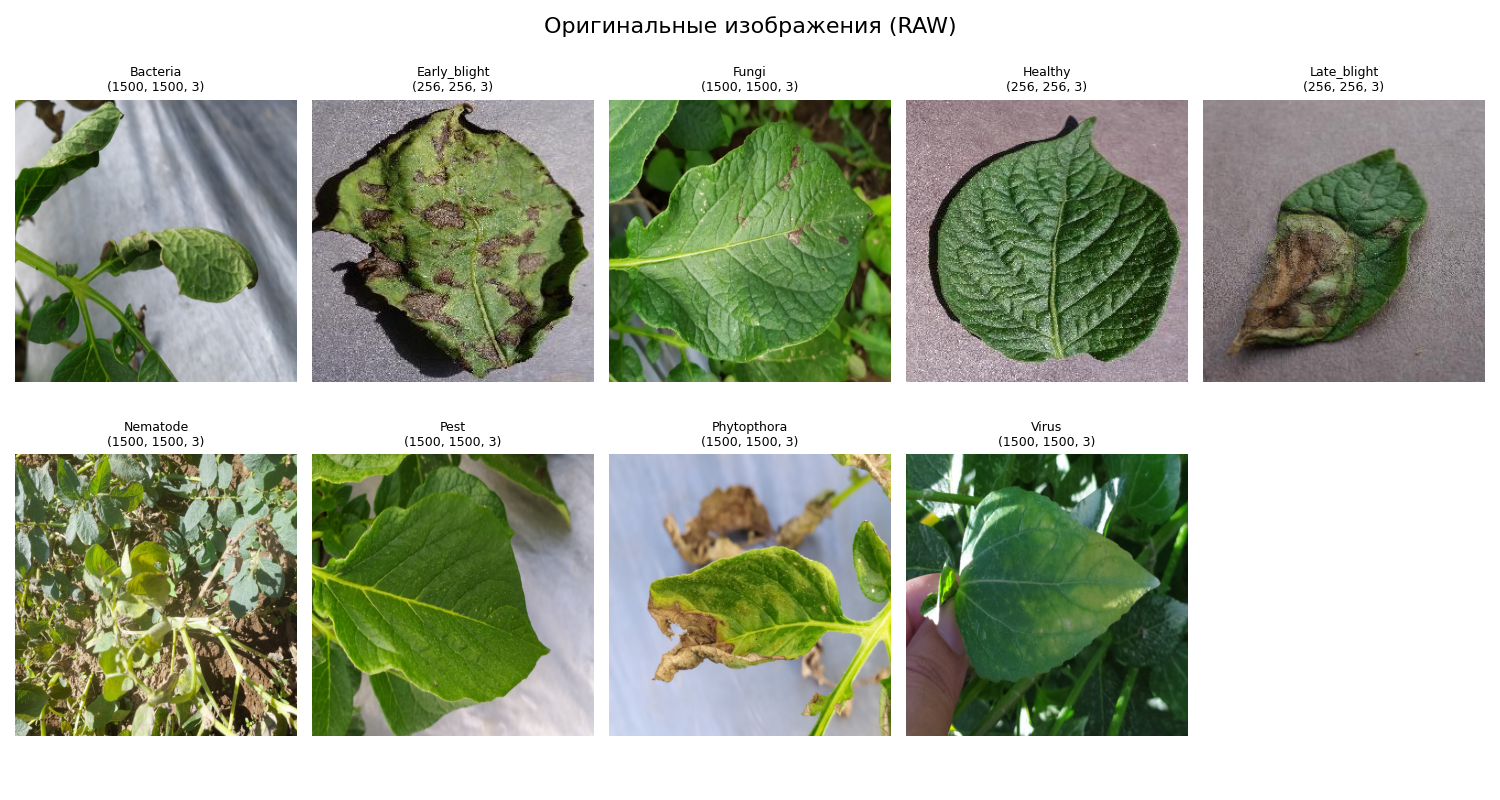 Оригинальные изображения (RAW)
Bacteria
(1500, 1500, 3)
Early_blight
(256, 256, 3)
Fungi
(1500, 1500, 3)
Healthy
(256, 256, 3)
Late_blight
(256, 256, 3)
Nematode
(1500, 1500, 3)
Pest
(1500, 1500, 3)
Phytopthora
(1500, 1500, 3)
Virus
(1500, 1500, 3)